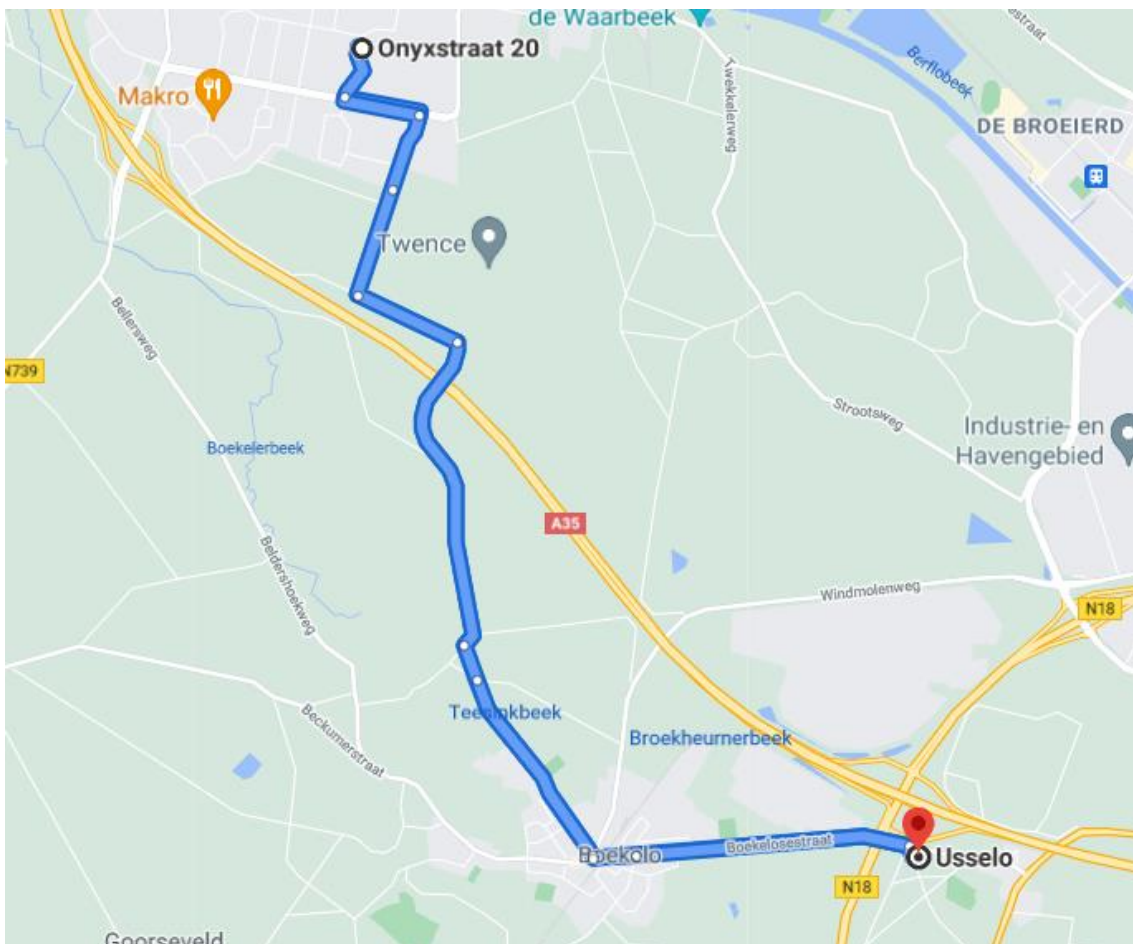 de Waarbeek
Onyxstraat 20
Makro
Berflobeek
Twekkelerweg
DE BROEIERD
Twence
Bellersweg
N739
Strootsweg
Industrie- en
Havengebied
Boekelerbeek
A35
Beldershoekweg
Windmolenweg
N18
Teesinkbeek
Beckumerstraat
Broekheurnerbeek
Boekolo
Boekelosestraat
Usselo
N18
Goorseveld